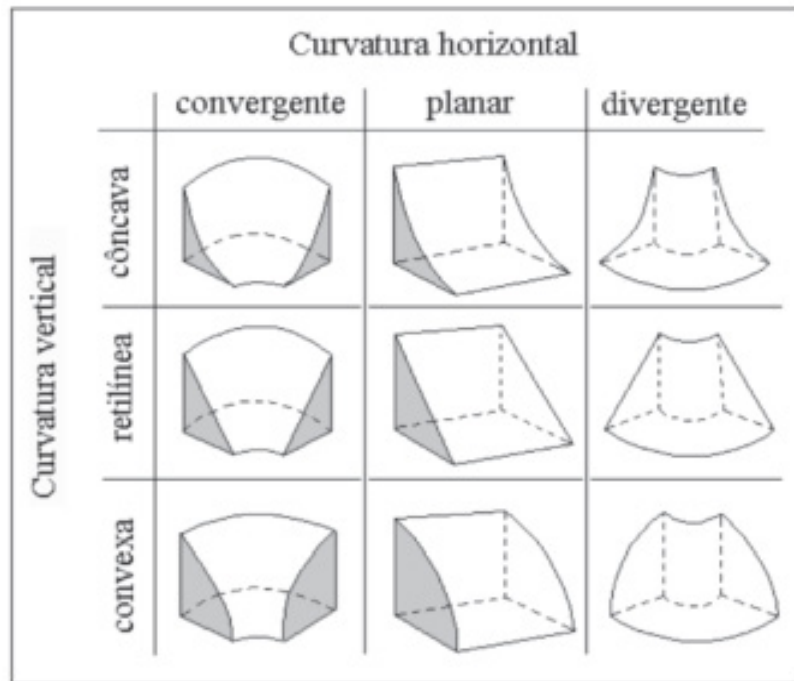 Curvatura horizontal
convergente planar divergente
Curvatura vertical
côncava
retilínea
convexa